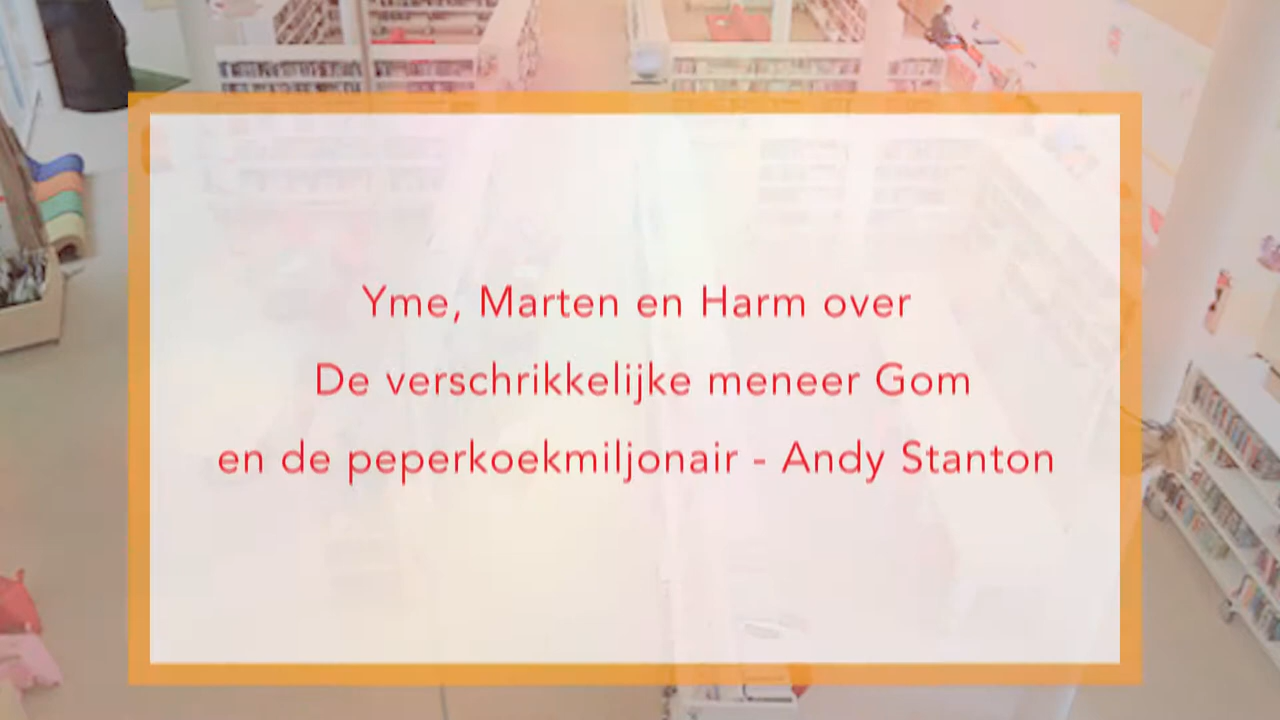 Yme, Marten en Harm over
De verschrikkelijke meneer Gom
en de peperkoekmiljonair - Andy Stanton